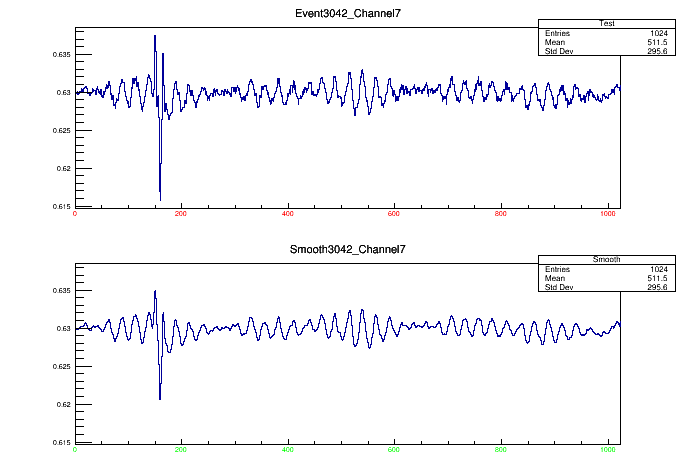 Event3042_Channel7
Test
Entries 1024
Mean 511.5
Std Dev 295.6
0.635
0.63
0.625
0.62
0.615
0 200 400 600 800 1000
Smooth3042_Channel7
Smooth
Entries 1024
Mean 511.5
Std Dev 295.6
0.635
0.63
0.625
0.62
0.615
0 200 400 600 800 1000